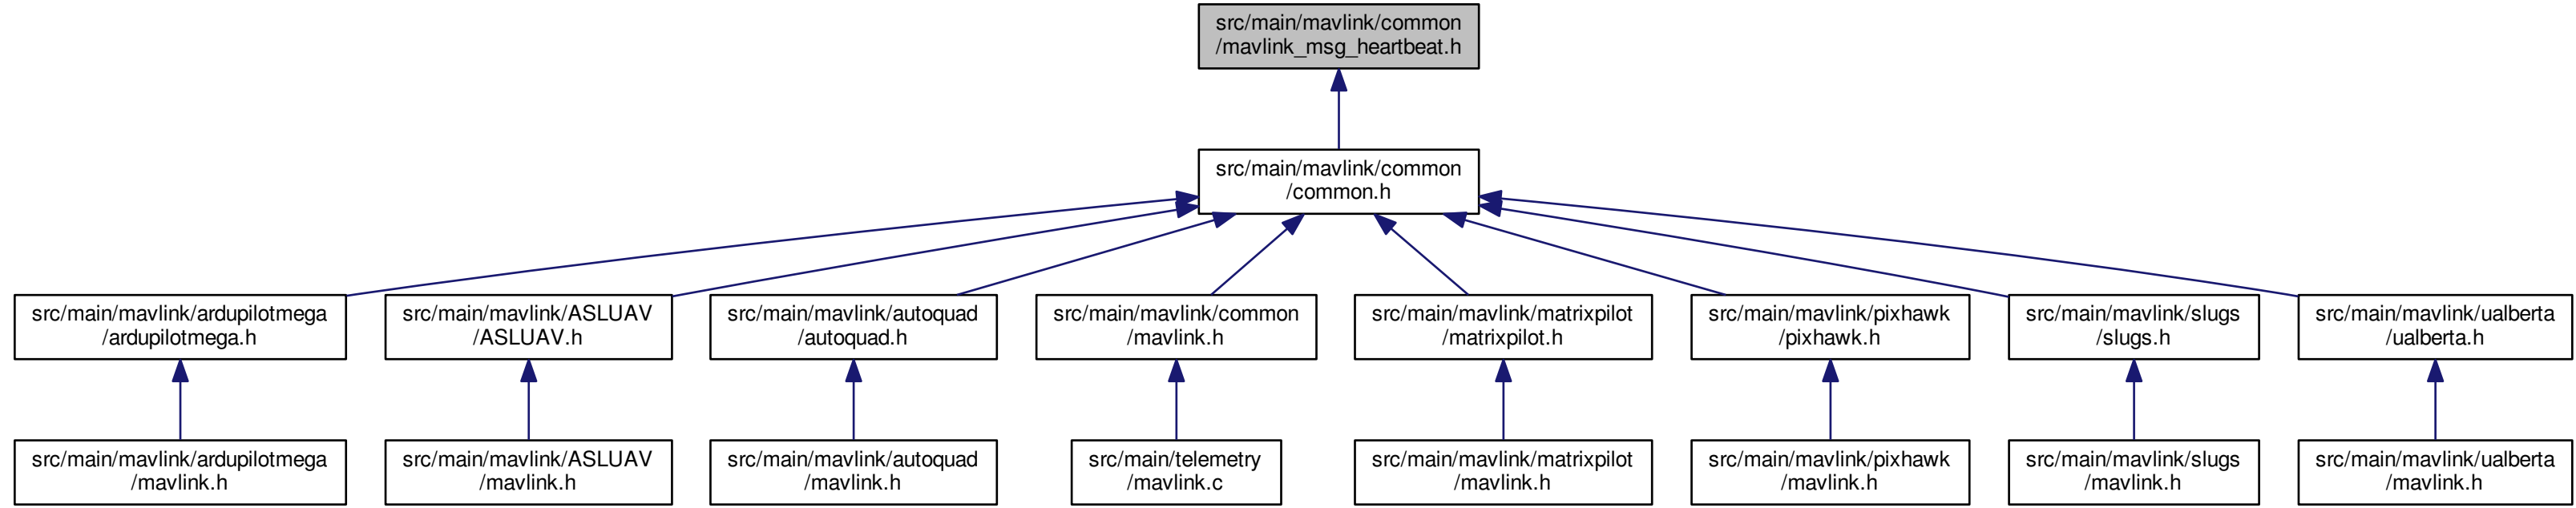 src/main/mavlink/common
/mavlink_msg_heartbeat.h
src/main/mavlink/common
/common.h
src/main/mavlink/ardupilotmega
/ardupilotmega.h
src/main/mavlink/ASLUAV
/ASLUAV.h
src/main/mavlink/autoquad
/autoquad.h
src/main/mavlink/common
/mavlink.h
src/main/mavlink/matrixpilot
/matrixpilot.h
src/main/mavlink/pixhawk
/pixhawk.h
src/main/mavlink/slugs
/slugs.h
src/main/mavlink/ualberta
/ualberta.h
src/main/mavlink/ardupilotmega
/mavlink.h
src/main/mavlink/ASLUAV
/mavlink.h
src/main/mavlink/autoquad
/mavlink.h
src/main/telemetry
/mavlink.c
src/main/mavlink/matrixpilot
/mavlink.h
src/main/mavlink/pixhawk
/mavlink.h
src/main/mavlink/slugs
/mavlink.h
src/main/mavlink/ualberta
/mavlink.h